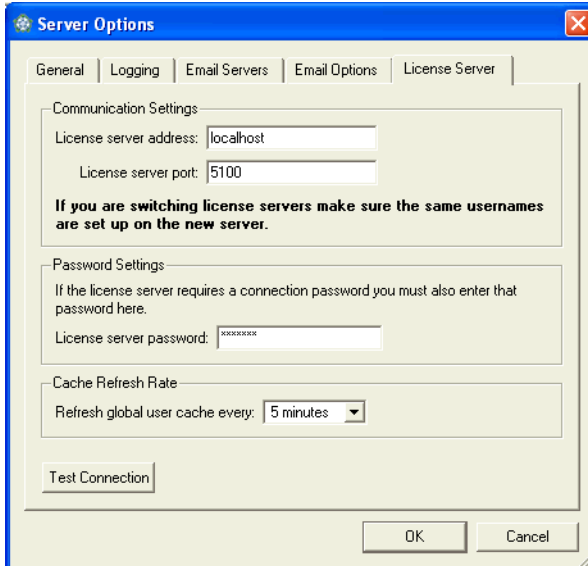 Server Options
General
Logging
Email Servers
Email Options
License Server
Communication Settings
License server address: localhost
License server port: 5100
If you are switching license servers make sure the same usernames
are set up on the new server.
Password Settings
If the license server requires a connection password you must also enter that
password here.
License server password: *******
Cache Refresh Rate
Refresh global user cache every: 5 minutes
Test Connection
OK
Cancel